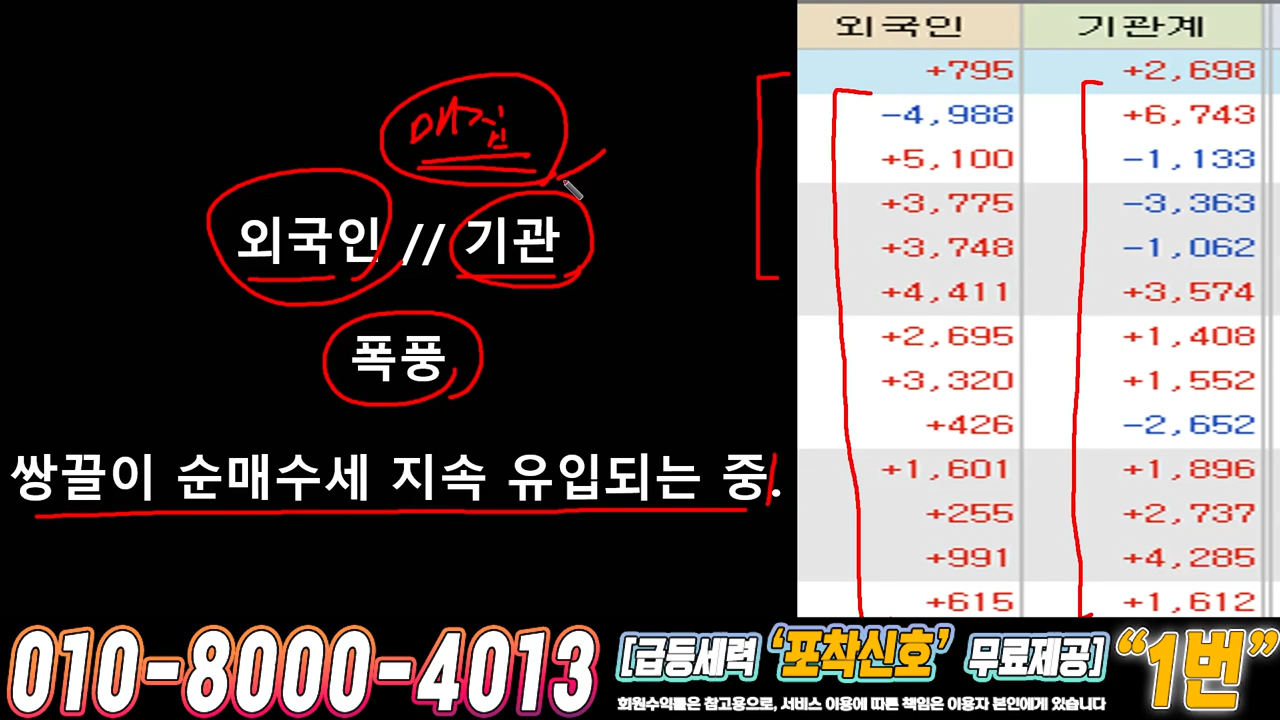 매집
외국인 // 기관
폭풍
쌍끌이 순매수세 지속 유입되는 중.
외국인 기관계
+795 +2,698
-4,988 +6,743
+5,100 -1,133
+3,775 -3,363
+3,748 -1,062
+4,411 +3,574
+2,695 +1,408
+3,320 +1,552
+426 -2,652
+1,601 +1,896
+255 +2,737
+991 +4,285
+615 +1,612
010-8000-4013 [급등세력 '포착신호' 무료제공] "1번"
회원수익률은 참고용으로, 서비스 이용에 따른 책임은 이용자 본인에게 있습니다